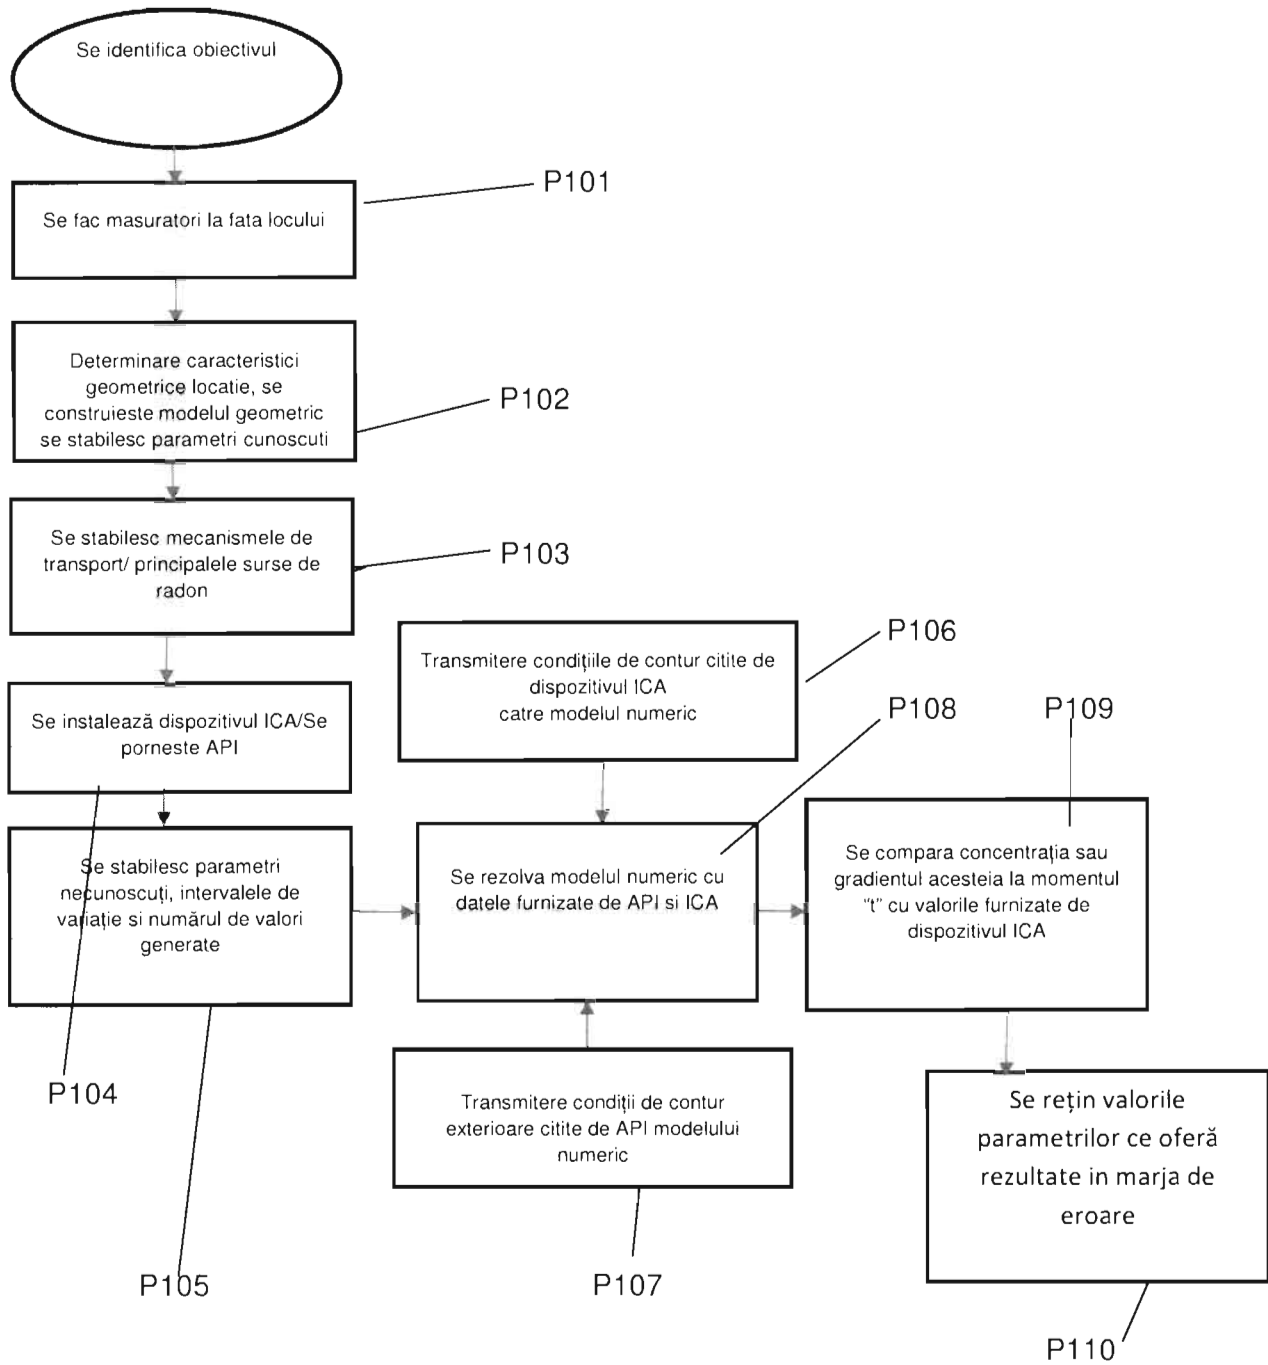 Se identifica obiectivul
P101
Se fac masuratori la fata locului
Determinare caracteristici
geometrice locatie, se
construieste modelul geometric
se stabilesc parametri cunoscuti
P102
Se stabilesc mecanismele de
transport/ principalele surse de
radon
P103
Se instalează dispozitivul ICA/Se
porneste API
P104
Se stabilesc parametri
necunoscuți, intervalele de
variație si numărul de valori
generate
P105
Transmitere condițiile de contur citite de
dispozitivul ICA
catre modelul numeric
P106
P108
Se rezolva modelul numeric cu
datele furnizate de API si ICA
Transmitere condiții de contur
exterioare citite de API modelului
numeric
P107
P109
Se compara concentrația sau
gradientul acesteia la momentul
"t" cu valorile furnizate de
dispozitivul ICA
Se rețin valorile
parametrilor ce oferă
rezultate in marja de
eroare
P110